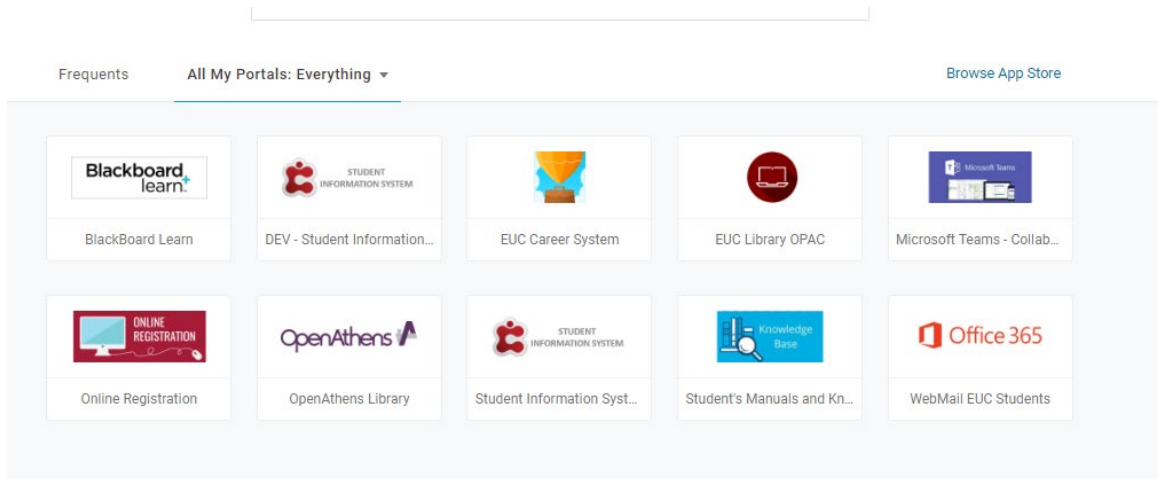 Frequents All My Portals: Everything Browse App Store
Blackboard
learn+
STUDENT
INFORMATION SYSTEM
Microsoft Teams
BlackBoard Learn DEV - Student Information... EUC Career System EUC Library OPAC Microsoft Teams - Collab...
ONLINE
REGISTRATION
OpenAthens
STUDENT
INFORMATION SYSTEM
Knowledge
Base
Office 365
Online Registration OpenAthens Library Student Information Syst... Student's Manuals and Kn... WebMail EUC Students